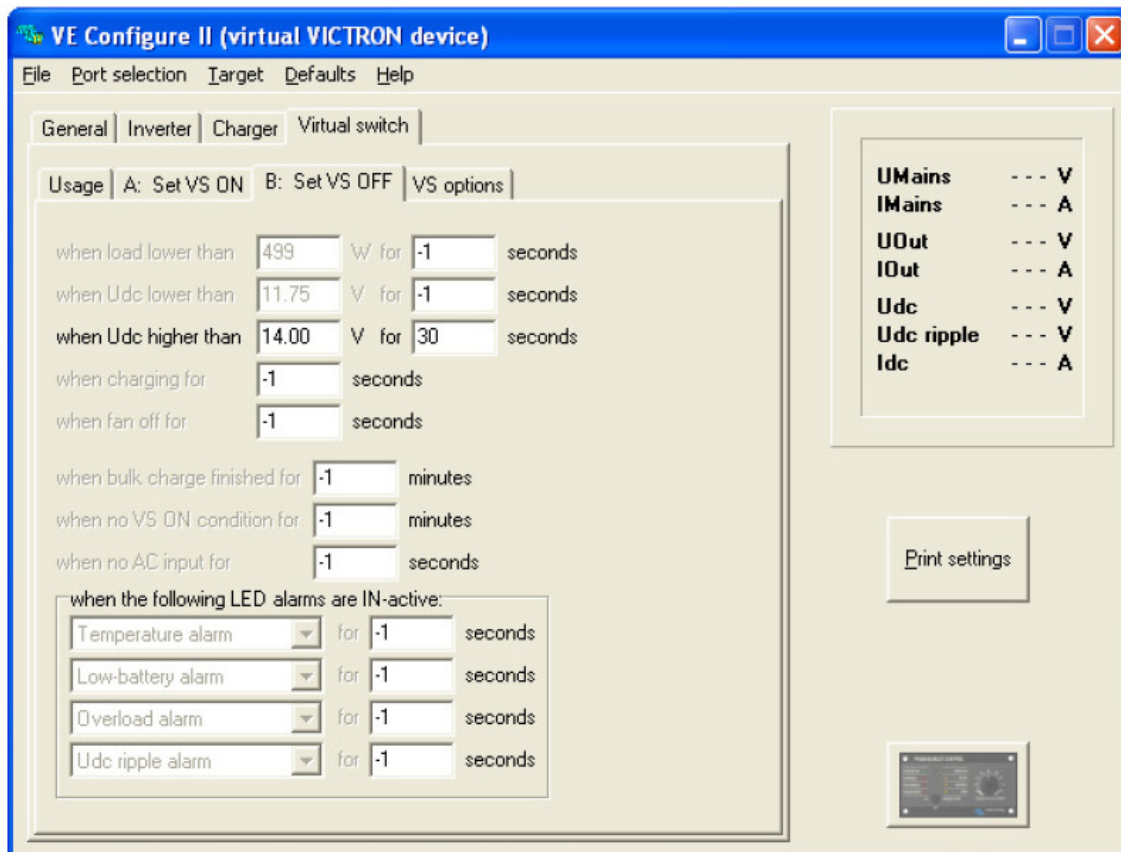 VE Configure II (virtual VICTRON device)
File Port selection Target Defaults Help
General Inverter Charger Virtual switch
Usage A: Set VS ON B: Set VS OFF VS options
when load lower than 499 W for -1 seconds
when Udc lower than 11.75 V for -1 seconds
when Udc higher than 14.00 V for 30 seconds
when charging for -1 seconds
when fan off for -1 seconds
when bulk charge finished for -1 minutes
when no VS ON condition for -1 minutes
when no AC input for -1 seconds
when the following LED alarms are IN-active:
Temperature alarm for -1 seconds
Low-battery alarm for -1 seconds
Overload alarm for -1 seconds
Udc ripple alarm for -1 seconds
UMains - - - V
IMains - - - A
UOut - - - V
IOut - - - A
Udc - - - V
Udc ripple - - - V
Idc - - - A
Print settings